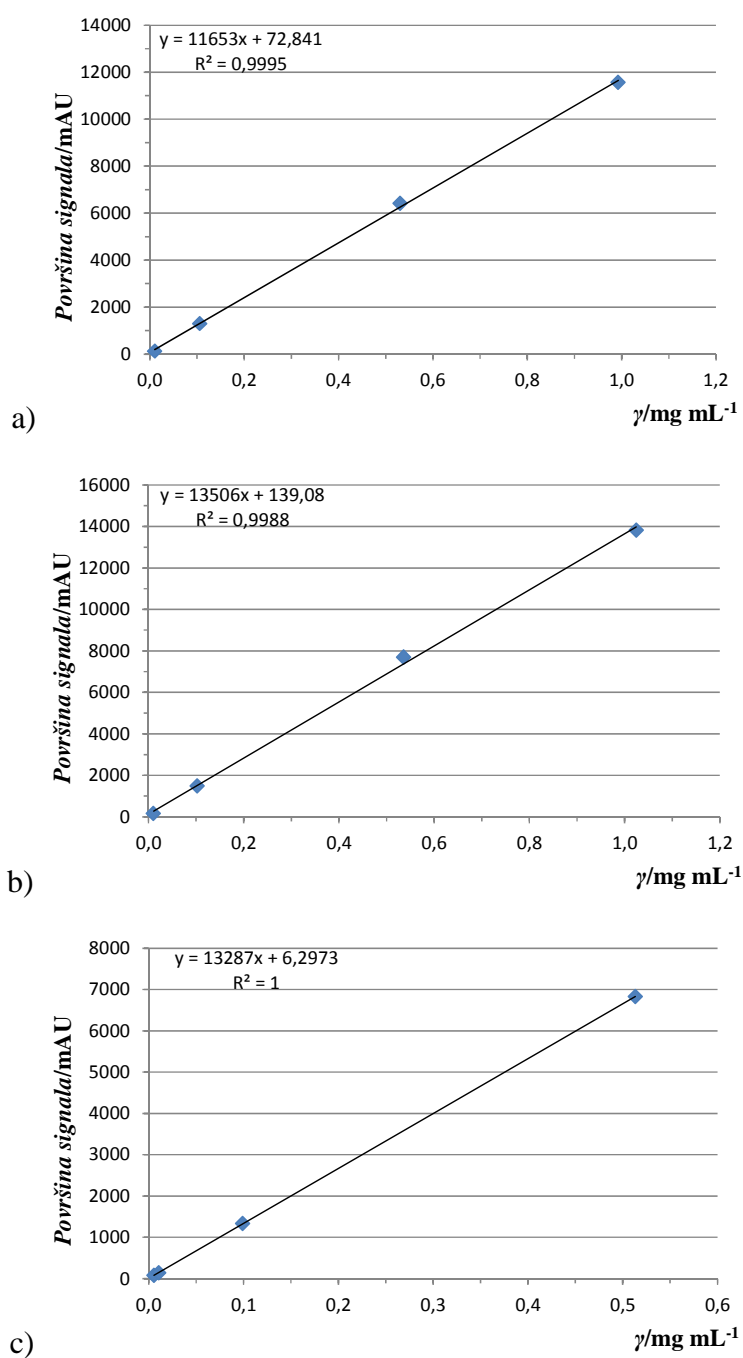 14000
12000
10000
8000
6000
4000
2000
0
Površina signala/mAU
y = 11653x + 72,841
R² = 0,9995
0,0 0,2 0,4 0,6 0,8 1,0 1,2
γ/mg mL⁻¹
a)
16000
14000
12000
10000
8000
6000
4000
2000
0
Površina signala/mAU
y = 13506x + 139,08
R² = 0,9988
0,0 0,2 0,4 0,6 0,8 1,0 1,2
γ/mg mL⁻¹
b)
8000
7000
6000
5000
4000
3000
2000
1000
0
Površina signala/mAU
y = 13287x + 6,2973
R² = 1
0,0 0,1 0,2 0,3 0,4 0,5 0,6
γ/mg mL⁻¹
c)